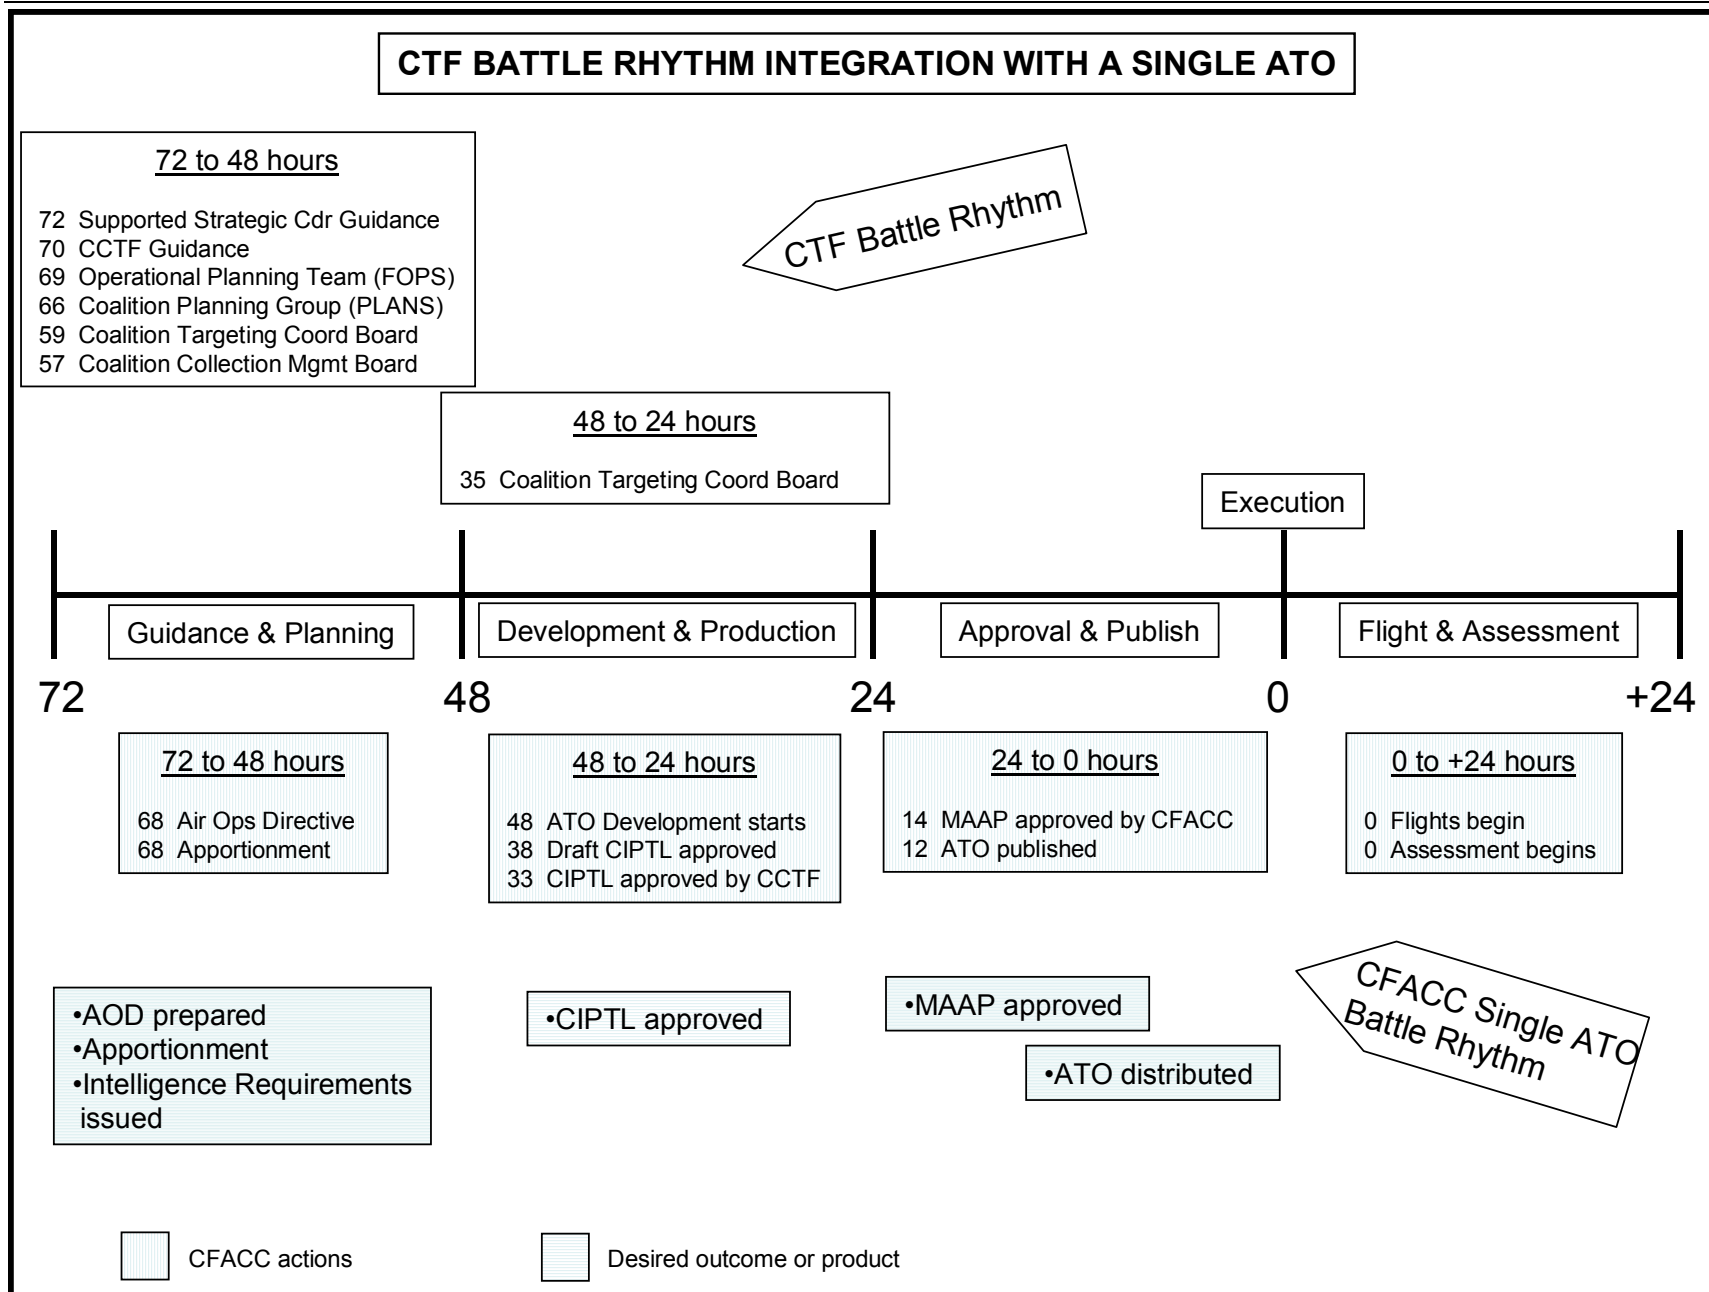 CTF BATTLE RHYTHM INTEGRATION WITH A SINGLE ATO
72 to 48 hours
72 Supported Strategic Cdr Guidance
70 CCTF Guidance
69 Operational Planning Team (FOPS)
66 Coalition Planning Group (PLANS)
59 Coalition Targeting Coord Board
57 Coalition Collection Mgmt Board
CTF Battle Rhythm
48 to 24 hours
35 Coalition Targeting Coord Board
Execution
Guidance & Planning
Development & Production
Approval & Publish
Flight & Assessment
72
48
24
0
+24
72 to 48 hours
68 Air Ops Directive
68 Apportionment
48 to 24 hours
48 ATO Development starts
38 Draft CIPTL approved
33 CIPTL approved by CCTF
24 to 0 hours
14 MAAP approved by CFACC
12 ATO published
0 to +24 hours
0 Flights begin
0 Assessment begins
•AOD prepared
•Apportionment
•Intelligence Requirements
issued
•CIPTL approved
•MAAP approved
•ATO distributed
CFACC Single ATO
Battle Rhythm
CFACC actions
Desired outcome or product